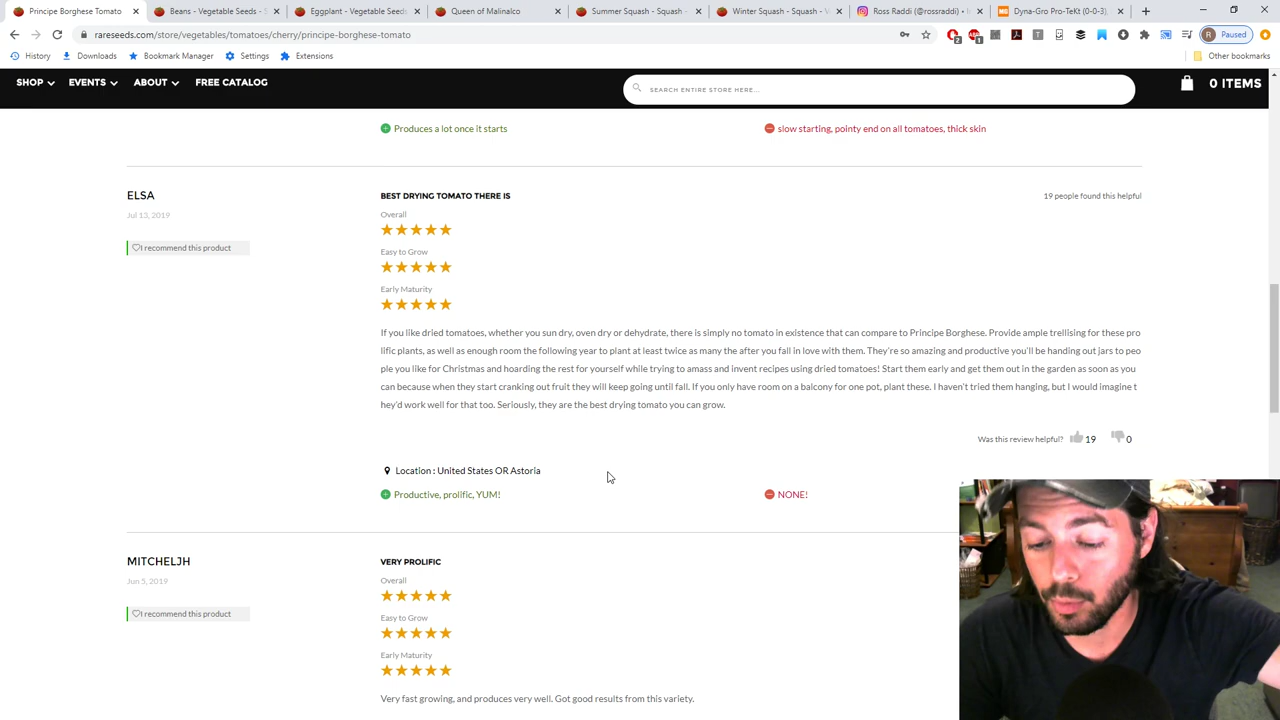 Principe Borghese Tomato
Beans - Vegetable Seeds - S
Eggplant - Vegetable Seeds
Queen of Malinalco
Summer Squash - Squash -
Winter Squash - Squash - V
Ross Raddi (@rossraddi) • I
Dyna-Gro Pro-TeKt (0-0-3)
rareseeds.com/store/vegetables/tomatoes/cherry/principe-borghese-tomato
2
1
R Paused
History Downloads Bookmark Manager Settings Extensions Other bookmarks
SHOP EVENTS ABOUT FREE CATALOG SEARCH ENTIRE STORE HERE... 0 ITEMS
Produces a lot once it starts slow starting, pointy end on all tomatoes, thick skin
ELSA BEST DRYING TOMATO THERE IS 19 people found this helpful
Jul 13, 2019 Overall
I recommend this product Easy to Grow
Early Maturity
If you like dried tomatoes, whether you sun dry, oven dry or dehydrate, there is simply no tomato in existence that can compare to Principe Borghese. Provide ample trellising for these pro
lific plants, as well as enough room the following year to plant at least twice as many the after you fall in love with them. They're so amazing and productive you'll be handing out jars to peo
ple you like for Christmas and hoarding the rest for yourself while trying to amass and invent recipes using dried tomatoes! Start them early and get them out in the garden as soon as you
can because when they start cranking out fruit they will keep going until fall. If you only have room on a balcony for one pot, plant these. I haven't tried them hanging, but I would imagine t
hey'd work well for that too. Seriously, they are the best drying tomato you can grow.
Was this review helpful? 19 0
Location : United States OR Astoria
Productive, prolific, YUM! NONE!
MITCHELJH VERY PROLIFIC
Jun 5, 2019 Overall
I recommend this product Easy to Grow
Early Maturity
Very fast growing, and produces very well. Got good results from this variety.